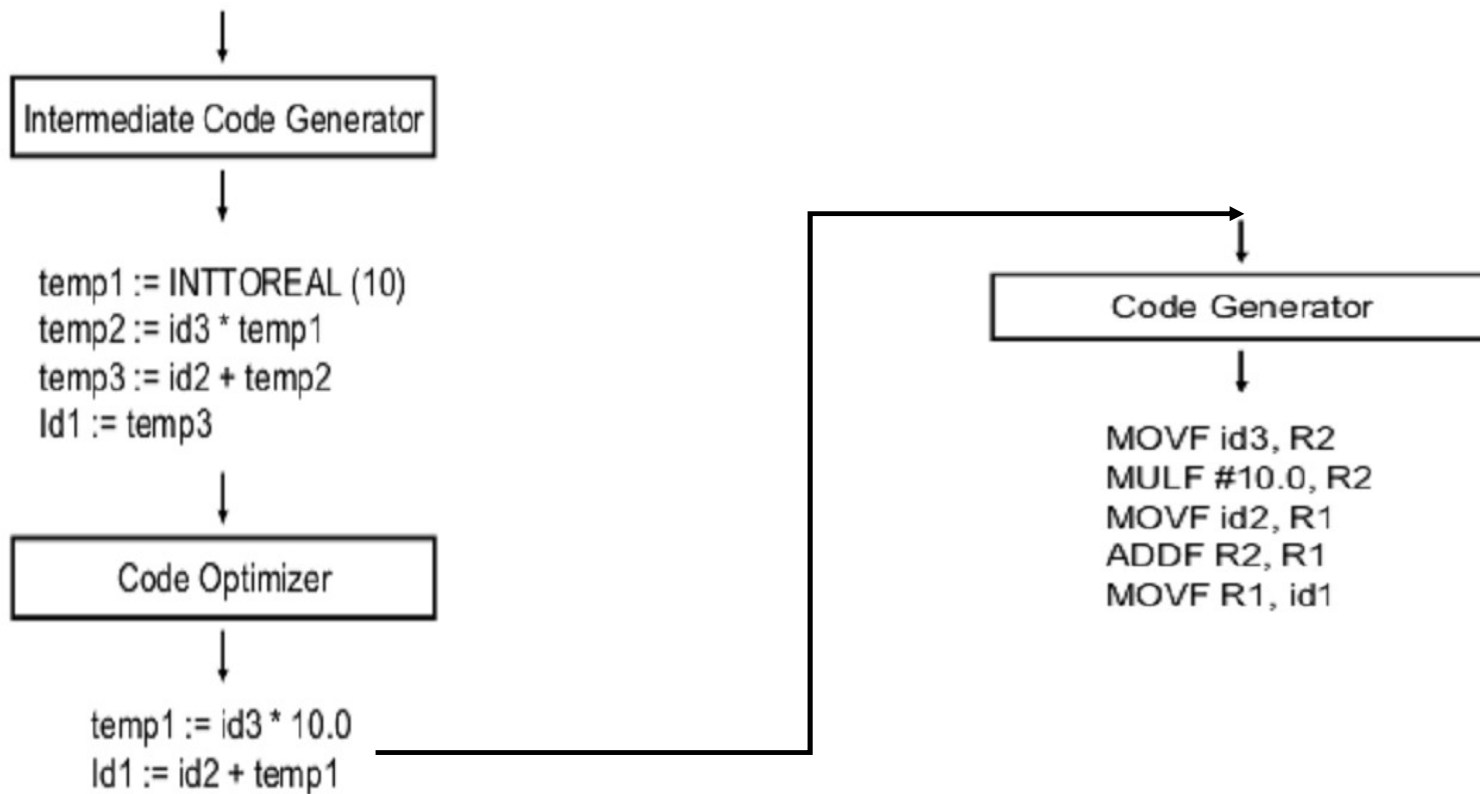 Intermediate Code Generator
temp1 := INTTOREAL (10)
temp2 := id3 * temp1
temp3 := id2 + temp2
Id1 := temp3
Code Optimizer
temp1 := id3 * 10.0
Id1 := id2 + temp1
Code Generator
MOVF id3, R2
MULF #10.0, R2
MOVF id2, R1
ADDF R2, R1
MOVF R1, id1